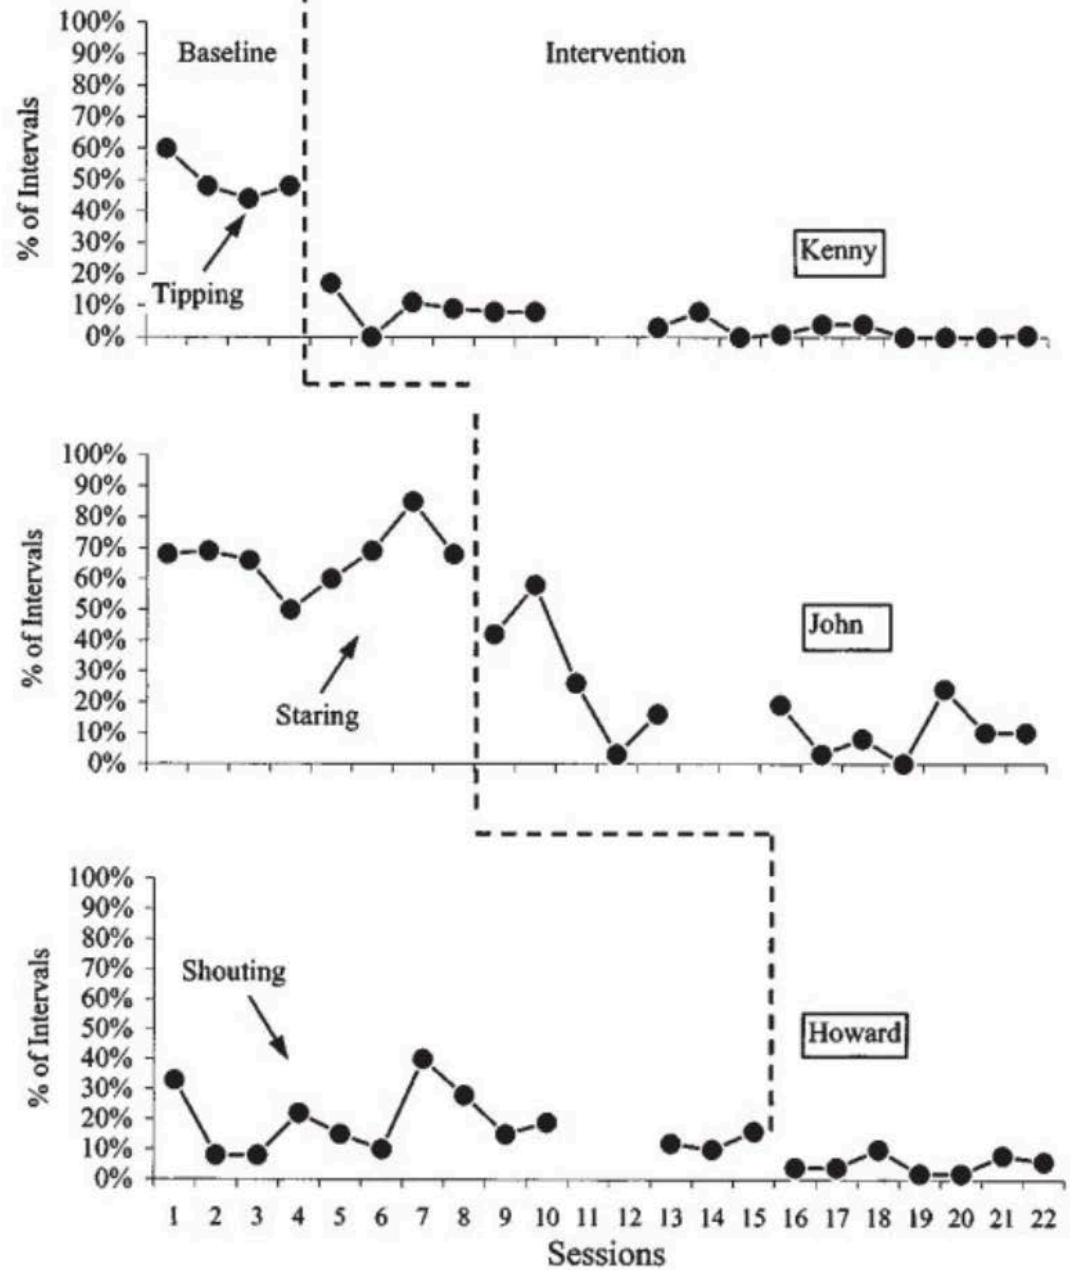 100%
90%
80%
70%
60%
50%
40%
30%
20%
10%
0%
% of Intervals
Baseline
Intervention
Tipping
Kenny
100%
90%
80%
70%
60%
50%
40%
30%
20%
10%
0%
% of Intervals
Staring
John
100%
90%
80%
70%
60%
50%
40%
30%
20%
10%
0%
% of Intervals
Shouting
Howard
1 2 3 4 5 6 7 8 9 10 11 12 13 14 15 16 17 18 19 20 21 22
Sessions